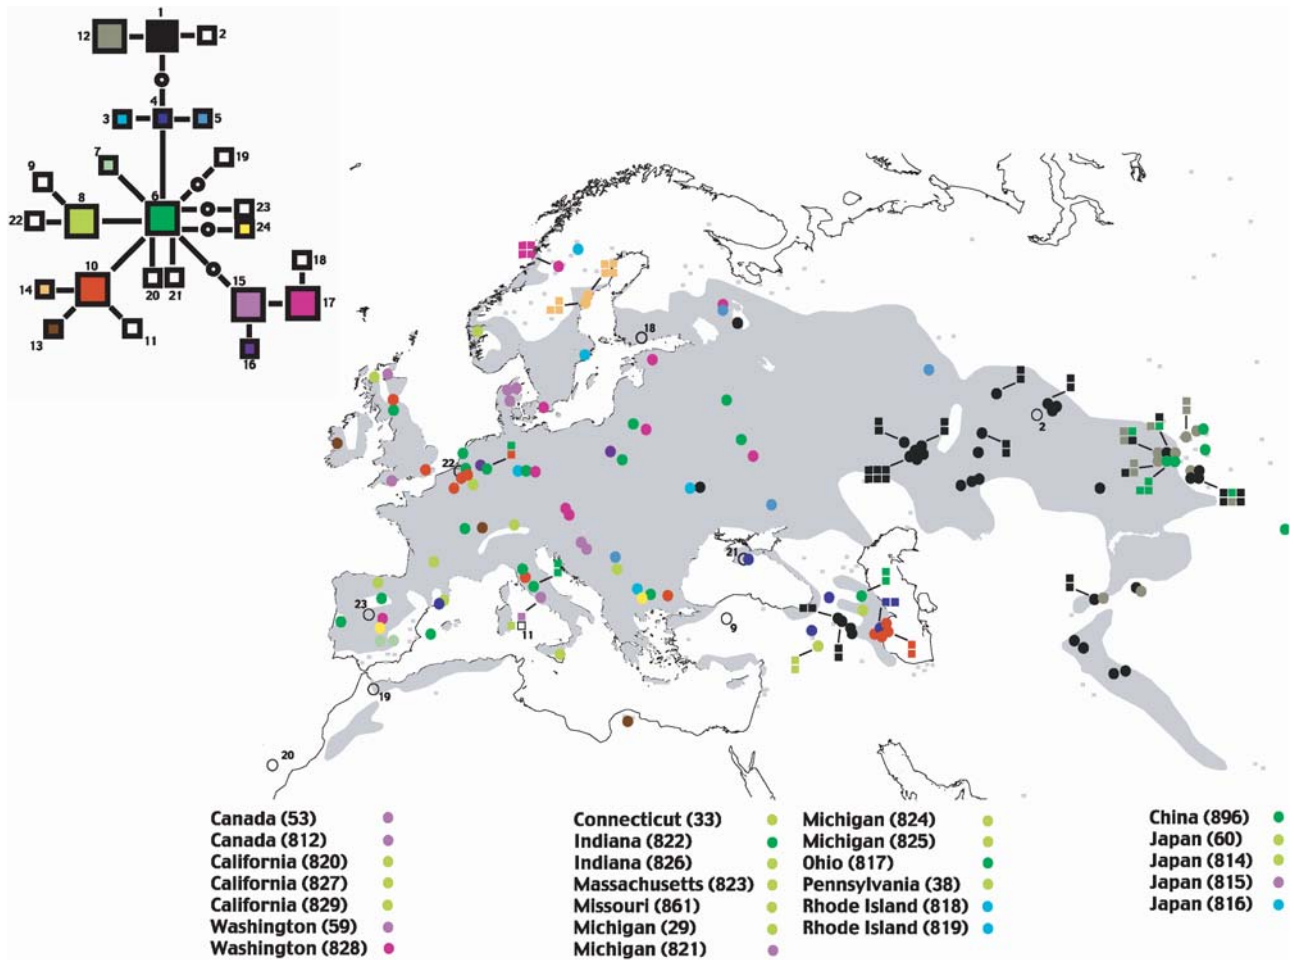 1
12
2
4
3
5
7
19
9
6
8
23
22
24
10
18
15
14
20
21
17
11
13
16
18
2
22
21
23
9
11
19
20
Canada (53)
Canada (812)
California (820)
California (827)
California (829)
Washington (59)
Washington (828)
Connecticut (33)
Indiana (822)
Indiana (826)
Massachusetts (823)
Missouri (861)
Michigan (29)
Michigan (821)
Michigan (824)
Michigan (825)
Ohio (817)
Pennsylvania (38)
Rhode Island (818)
Rhode Island (819)
China (896)
Japan (60)
Japan (814)
Japan (815)
Japan (816)